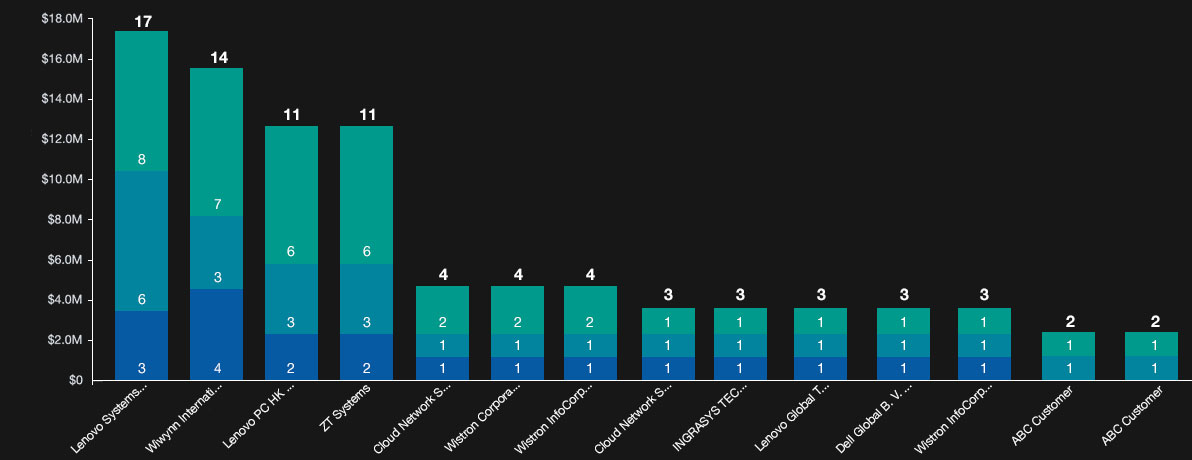 $18.0M
$16.0M
$14.0M
$12.0M
$10.0M
$8.0M
$6.0M
$4.0M
$2.0M
$0
17
8
6
3
14
7
3
4
11
6
3
2
11
6
3
2
4
2
1
1
4
2
1
1
4
2
1
1
3
1
1
1
3
1
1
1
3
1
1
1
3
1
1
1
3
1
1
1
2
1
1
2
1
1
Lenovo Systems...
Wiwynn Internati...
Lenovo PC HK ...
ZT Systems
Cloud Network S...
Wistron Corpora...
Wistron InfoCorp...
Cloud Network S...
INGRASYS TEC...
Lenovo Global T...
Dell Global B. V. ...
Wistron InfoCorp...
ABC Customer
ABC Customer